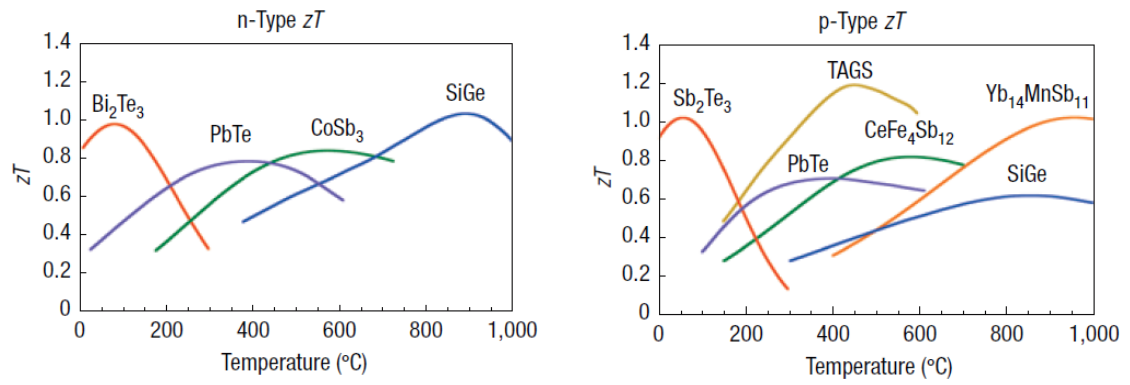 n-Type zT
1.4
1.2
1.0
0.8
0.6
0.4
0.2
0
zT
Bi₂Te₃
PbTe
CoSb₃
SiGe
0 200 400 600 800 1,000
Temperature (°C)
p-Type zT
1.4
1.2
1.0
0.8
0.6
0.4
0.2
0
zT
Sb₂Te₃
TAGS
Yb₁₄MnSb₁₁
CeFe₄Sb₁₂
PbTe
SiGe
0 200 400 600 800 1,000
Temperature (°C)